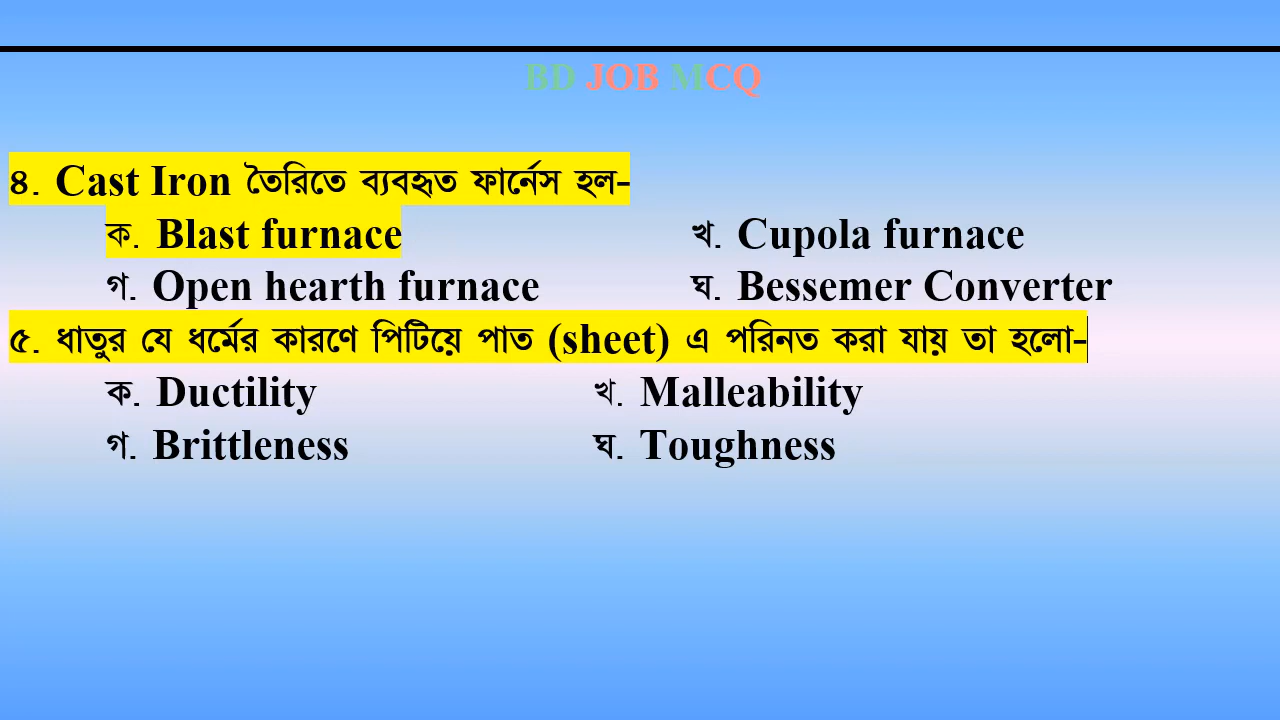 BD JOB MCQ
৪. Cast Iron তৈরিতে ব্যবহৃত ফার্নেস হল-
ক. Blast furnace খ. Cupola furnace
গ. Open hearth furnace ঘ. Bessemer Converter
৫. ধাতুর যে ধর্মের কারণে পিটিয়ে পাত (sheet) এ পরিনত করা যায় তা হলো-
ক. Ductility খ. Malleability
গ. Brittleness ঘ. Toughness